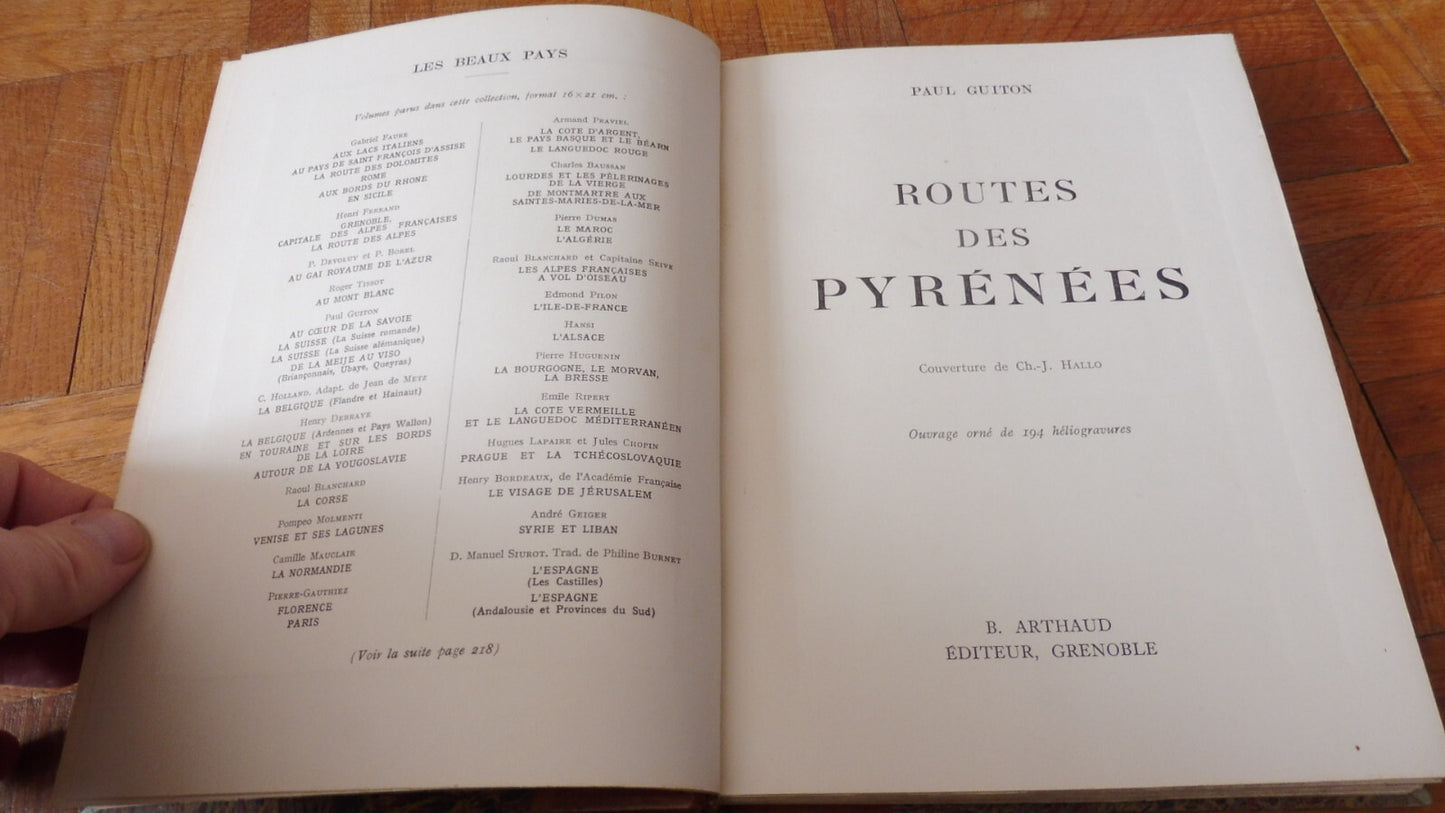 LES BEAUX PAYS
Volumes parus dans cette collection, format 16×21 cm. :
Gabriel FAURE
AUX LACS ITALIENS
AU PAYS DE SAINT FRANÇOIS D'ASSISE
LA ROUTE DES DOLOMITES
ROME
AUX BORDS DU RHONE
EN SICILE
Henri FERRAND
GRENOBLE,
CAPITALE DES ALPES FRANÇAISES
LA ROUTE DES ALPES
P. DEVOLUY et P. BOREL
AU GAI ROYAUME DE L'AZUR
Roger TISSOT
AU MONT BLANC
Paul GUITON
AU CŒUR DE LA SAVOIE
LA SUISSE (La Suisse romande)
LA SUISSE (La Suisse alémanique)
DE LA MEIJE AU VISO
(Briançonnais, Ubaye, Queyras)
C. HOLLAND. Adapt. de Jean de METZ
LA BELGIQUE (Flandre et Hainaut)
Henry DEBRAYE
LA BELGIQUE (Ardennes et Pays Wallon)
EN TOURAINE ET SUR LES BORDS
DE LA LOIRE
AUTOUR DE LA YOUGOSLAVIE
Raoul BLANCHARD
LA CORSE
Pompeo MOLMENTI
VENISE ET SES LAGUNES
Camille MAUCLAIR
LA NORMANDIE
PIERRE-GAUTHIEZ
FLORENCE
PARIS
Armand PRAVIEL
LA COTE D'ARGENT,
LE PAYS BASQUE ET LE BÉARN
LE LANGUEDOC ROUGE
Charles BAUSSAN
LOURDES ET LES PÈLERINAGES
DE LA VIERGE
DE MONTMARTRE AUX
SAINTES-MARIES-DE-LA-MER
Pierre DUMAS
LE MAROC
L'ALGÉRIE
Raoul BLANCHARD et Capitaine SEIVE
LES ALPES FRANÇAISES
A VOL D'OISEAU
Edmond PILON
L'ILE-DE-FRANCE
HANSI
L'ALSACE
Pierre HUGUENIN
LA BOURGOGNE, LE MORVAN,
LA BRESSE
Emile RIPERT
LA COTE VERMEILLE
ET LE LANGUEDOC MÉDITERRANÉEN
Hugues LAPAIRE et Jules CHOPIN
PRAGUE ET LA TCHÉCOSLOVAQUIE
Henry BORDEAUX, de l'Académie Française
LE VISAGE DE JÉRUSALEM
André GEIGER
SYRIE ET LIBAN
D. Manuel SIUROT. Trad. de Philine BURNET
L'ESPAGNE
(Les Castilles)
L'ESPAGNE
(Andalousie et Provinces du Sud)
(Voir la suite page 218)
PAUL GUITON
ROUTES
DES
PYRÉNÉES
Couverture de Ch.-J. HALLO
Ouvrage orné de 194 héliogravures
B. ARTHAUD
ÉDITEUR, GRENOBLE